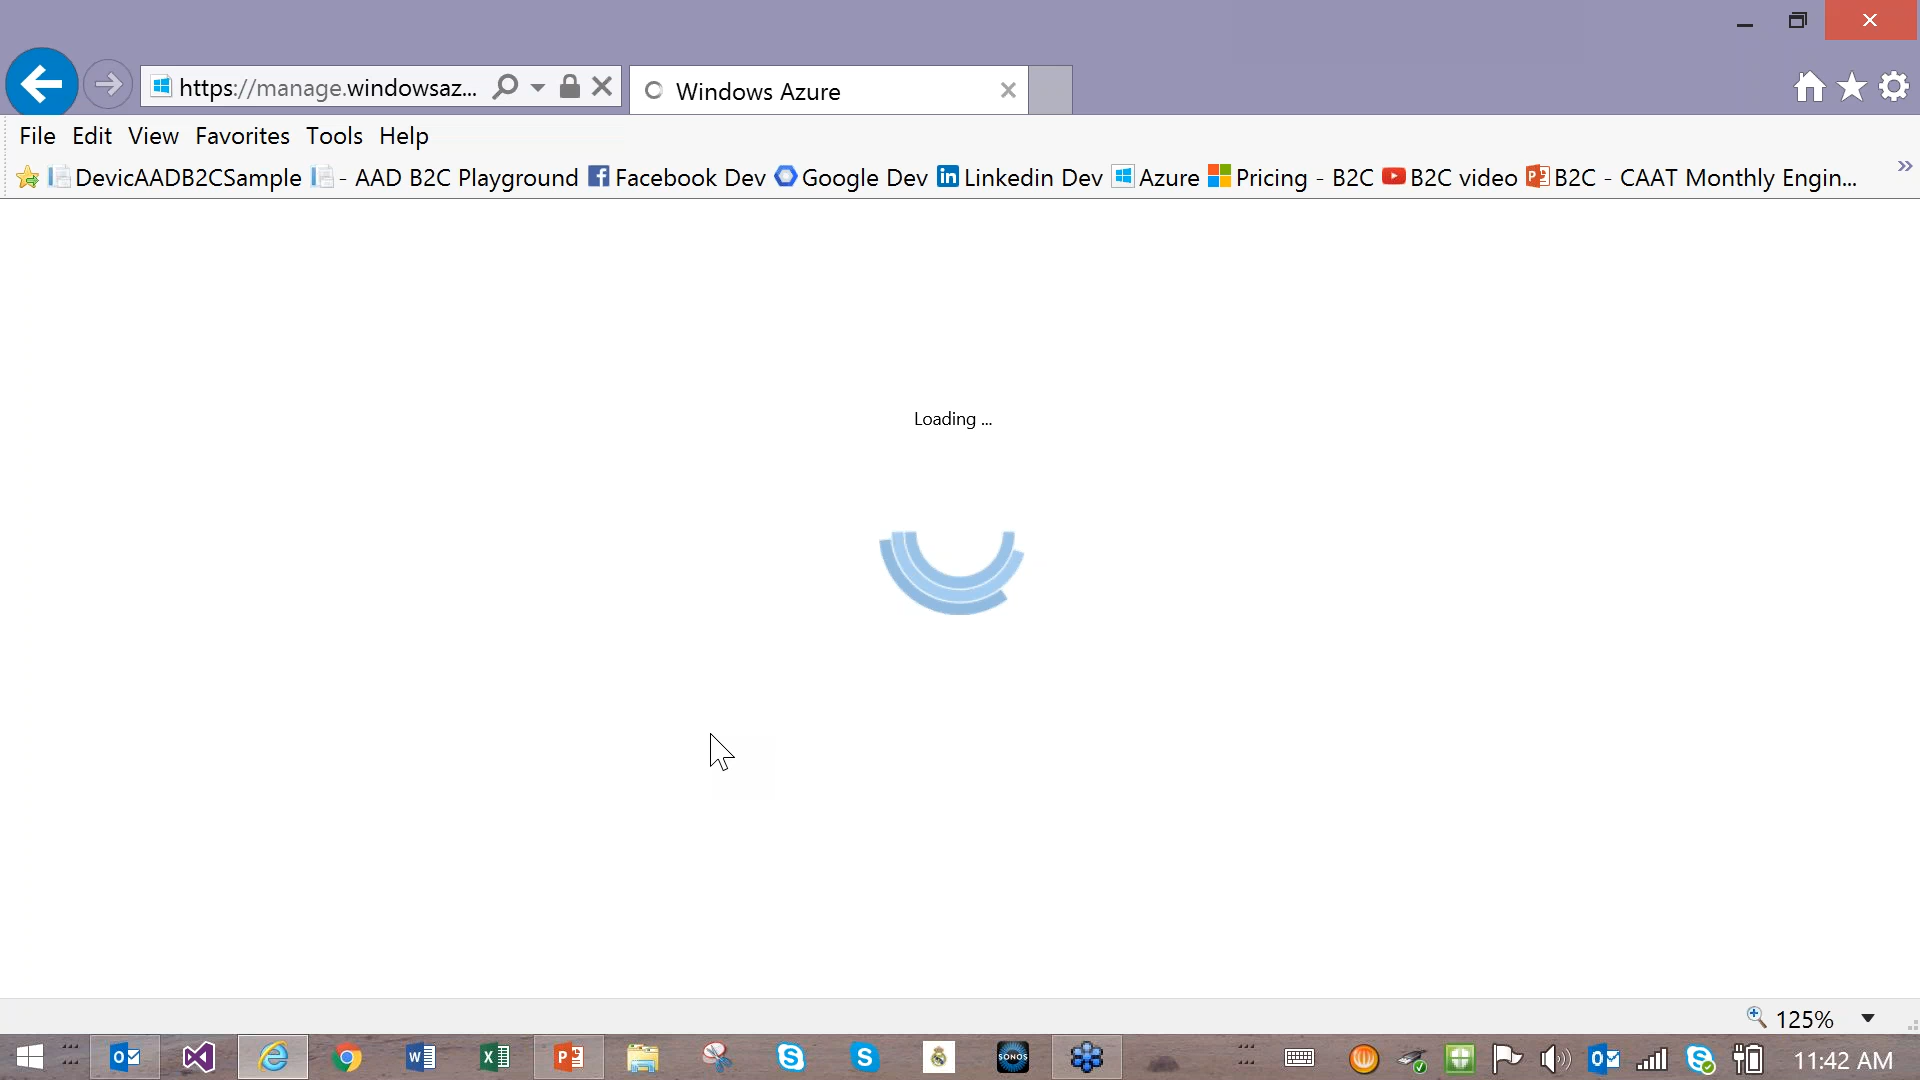 https://manage.windowsaz...
Windows Azure
File Edit View Favorites Tools Help
DevicAADB2CSample - AAD B2C Playground Facebook Dev Google Dev Linkedin Dev Azure Pricing - B2C B2C video B2C - CAAT Monthly Engin...
Loading ...
125%
SONOS
11:42 AM